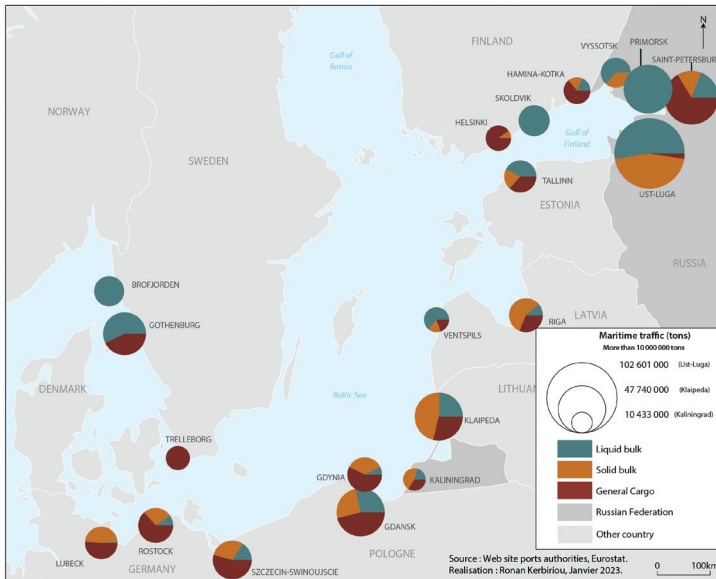 FINLAND
VYSSOTSK
PRIMORSK
SAINT-PETERSBUR
N
Gulf of
Botnia
HAMINA-KOTKA
SKOLDVIK
HELSINKI
Gulf of
Finland
NORWAY
SWEDEN
TALLINN
UST-LUGA
ESTONIA
RUSSIA
BROFJORDEN
GOTHENBURG
VENTSPILS
RIGA
LATVIA
DENMARK
Baltic Sea
LITHUAN
KLAIPEDA
TRELLEBORG
GDYNIA
KALININGRAD
GDANSK
ROSTOCK
LUBECK
GERMANY
SZCZECIN-SWINOUJSCIE
POLOGNE
Maritime traffic (tons)
More than 10 000 000 tons
102 601 000 (Ust-Luga)
47 740 000 (Klaipeda)
10 433 000 (Kaliningrad)
Liquid bulk
Solid bulk
General Cargo
Russian Federation
Other country
Source : Web site ports authorities, Eurostat.
Realisation : Ronan Kerbiriou, Janvier 2023.
0 100km